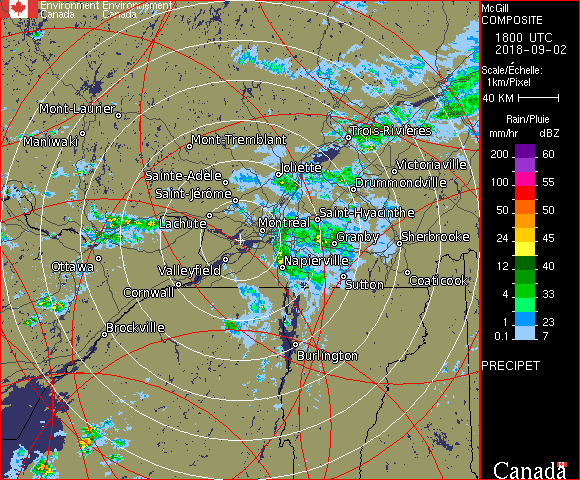 Environment Environnement
Canada Canada
McGill
COMPOSITE
1800 UTC
2018-09-02
Scale/Échelle:
1km/Pixel
40 KM
Rain/Pluie
mm/hr dBZ
200 60
100 55
50 50
24 45
12 40
4 33
1 23
0.1 7
PRECIPET
Canada
Mont-Laurier
Maniwaki
Mont-Tremblant
Trois-Rivières
Sainte-Adèle
Joliette
Victoriaville
Saint-Jérôme
Drummondville
Lachute
Montréal
Saint-Hyacinthe
Granby
Sherbrooke
Ottawa
Valleyfield
Napierville
Cornwall
Sutton
Coaticook
Brockville
Burlington